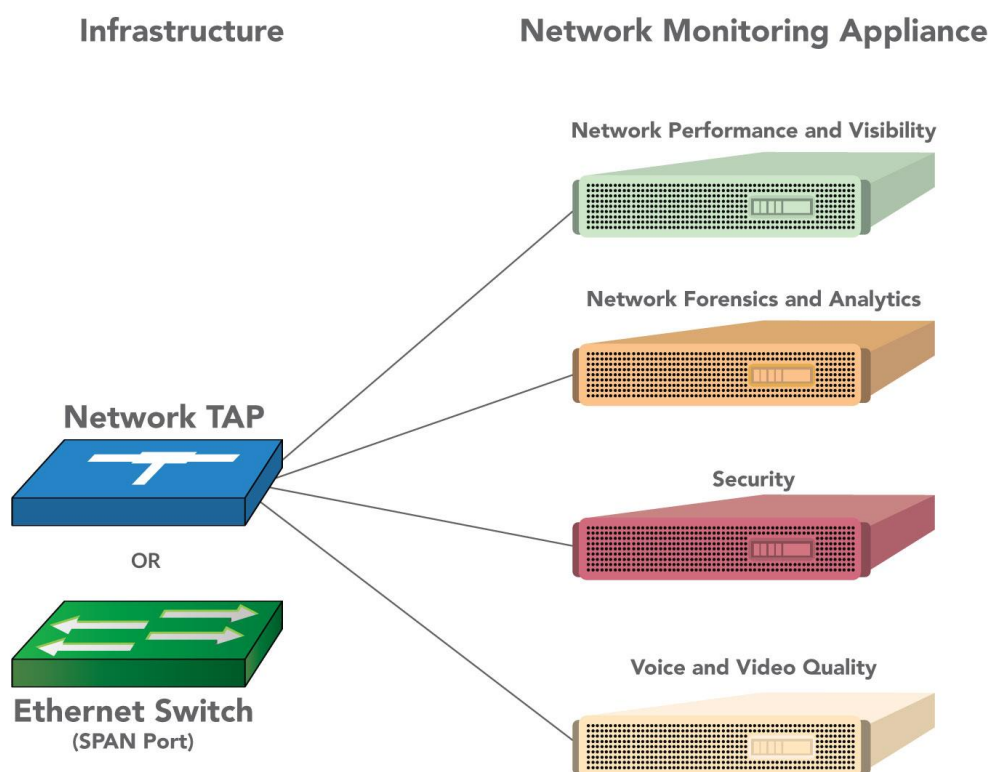 Infrastructure
Network Monitoring Appliance
Network Performance and Visibility
Network Forensics and Analytics
Network TAP
Security
OR
Voice and Video Quality
Ethernet Switch
(SPAN Port)